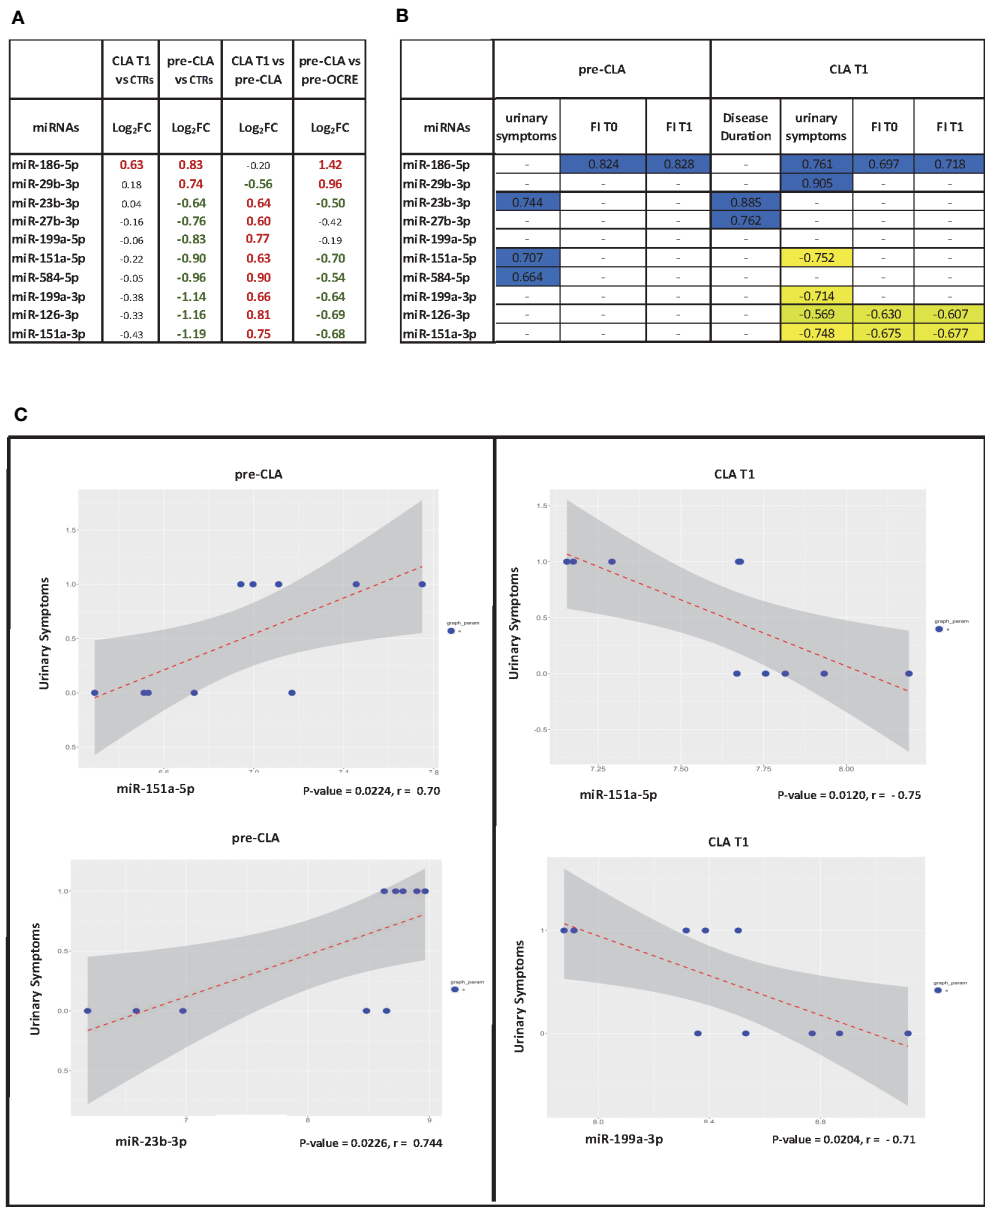 A
CLA T1 vs CTRs
pre-CLA vs CTRs
CLA T1 vs pre-CLA
pre-CLA vs pre-OCRE
miRNAs Log₂FC Log₂FC Log₂FC Log₂FC
miR-186-5p 0.63 0.83 -0.20 1.42
miR-29b-3p 0.18 0.74 -0.56 0.96
miR-23b-3p 0.04 -0.64 0.64 -0.50
miR-27b-3p -0.16 -0.76 0.60 -0.42
miR-199a-5p -0.06 -0.83 0.77 -0.19
miR-151a-5p -0.22 -0.90 0.63 -0.70
miR-584-5p -0.05 -0.96 0.90 -0.54
miR-199a-3p -0.38 -1.14 0.66 -0.64
miR-126-3p -0.33 -1.16 0.81 -0.69
miR-151a-3p -0.43 -1.19 0.75 -0.68
B
pre-CLA CLA T1
miRNAs urinary symptoms FI T0 FI T1 Disease Duration urinary symptoms FI T0 FI T1
miR-186-5p - 0.824 0.828 - 0.761 0.697 0.718
miR-29b-3p - - - - 0.905 - -
miR-23b-3p 0.744 - - 0.885 - - -
miR-27b-3p - - - 0.762 - - -
miR-199a-5p - - - - - - -
miR-151a-5p 0.707 - - - -0.752 - -
miR-584-5p 0.664 - - - - - -
miR-199a-3p - - - - -0.714 - -
miR-126-3p - - - - -0.569 -0.630 -0.607
miR-151a-3p - - - - -0.748 -0.675 -0.677
C
pre-CLA
Urinary Symptoms
1.5
1.0
0.5
0.0
0.5
6.6 7.0 7.4 7.8
graph_param
miR-151a-5p
P-value = 0.0224, r = 0.70
CLA T1
Urinary Symptoms
1.5
1.0
0.5
0.0
-0.5
7.25 7.50 7.75 8.00
graph_param
miR-151a-5p
P-value = 0.0120, r = - 0.75
pre-CLA
Urinary Symptoms
1.0
0.5
0.0
0.5
7 8 9
graph_param
miR-23b-3p
P-value = 0.0226, r = 0.744
CLA T1
Urinary Symptoms
1
0
8.0 8.4 8.8
graph_param
miR-199a-3p
P-value = 0.0204, r = - 0.71